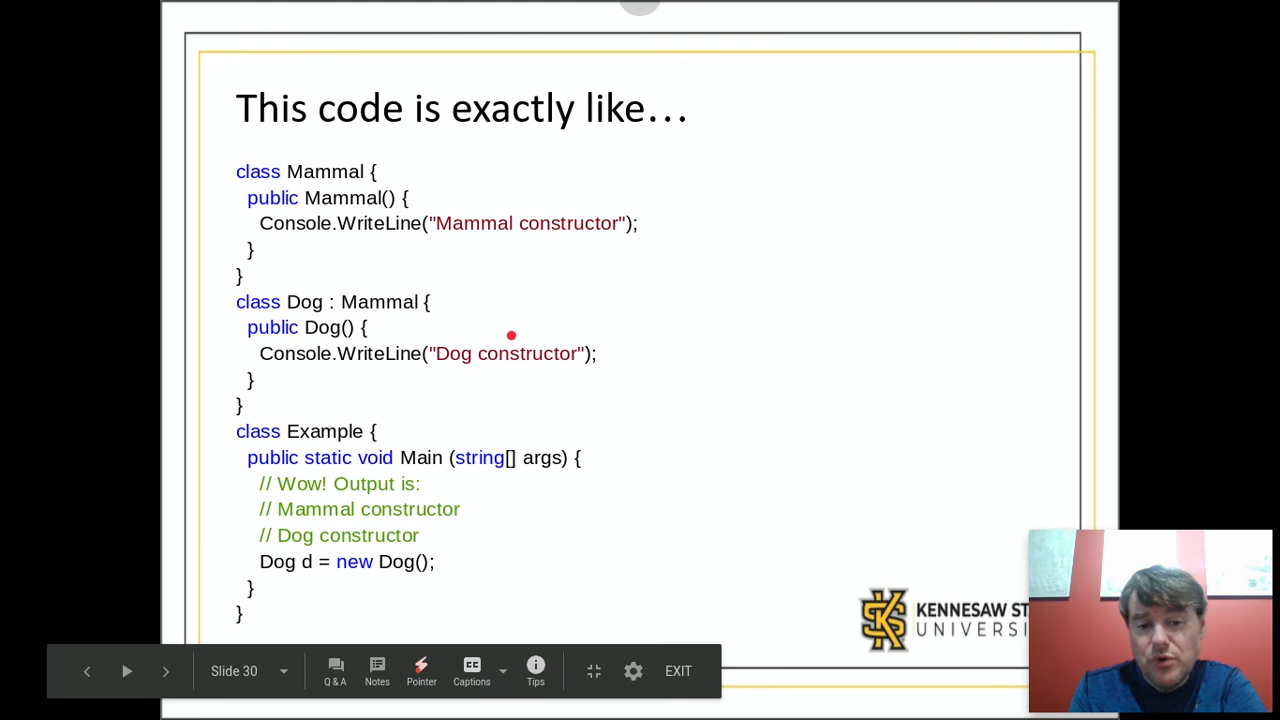 This code is exactly like…
class Mammal {
public Mammal() {
Console.WriteLine("Mammal constructor");
}
}
class Dog : Mammal {
public Dog() {
Console.WriteLine("Dog constructor");
}
}
class Example {
public static void Main (string[] args) {
// Wow! Output is:
// Mammal constructor
// Dog constructor
Dog d = new Dog();
}
}
KENNESAW ST
UNIVERSI
Slide 30
Q & A
Notes
Pointer
Captions
Tips
EXIT